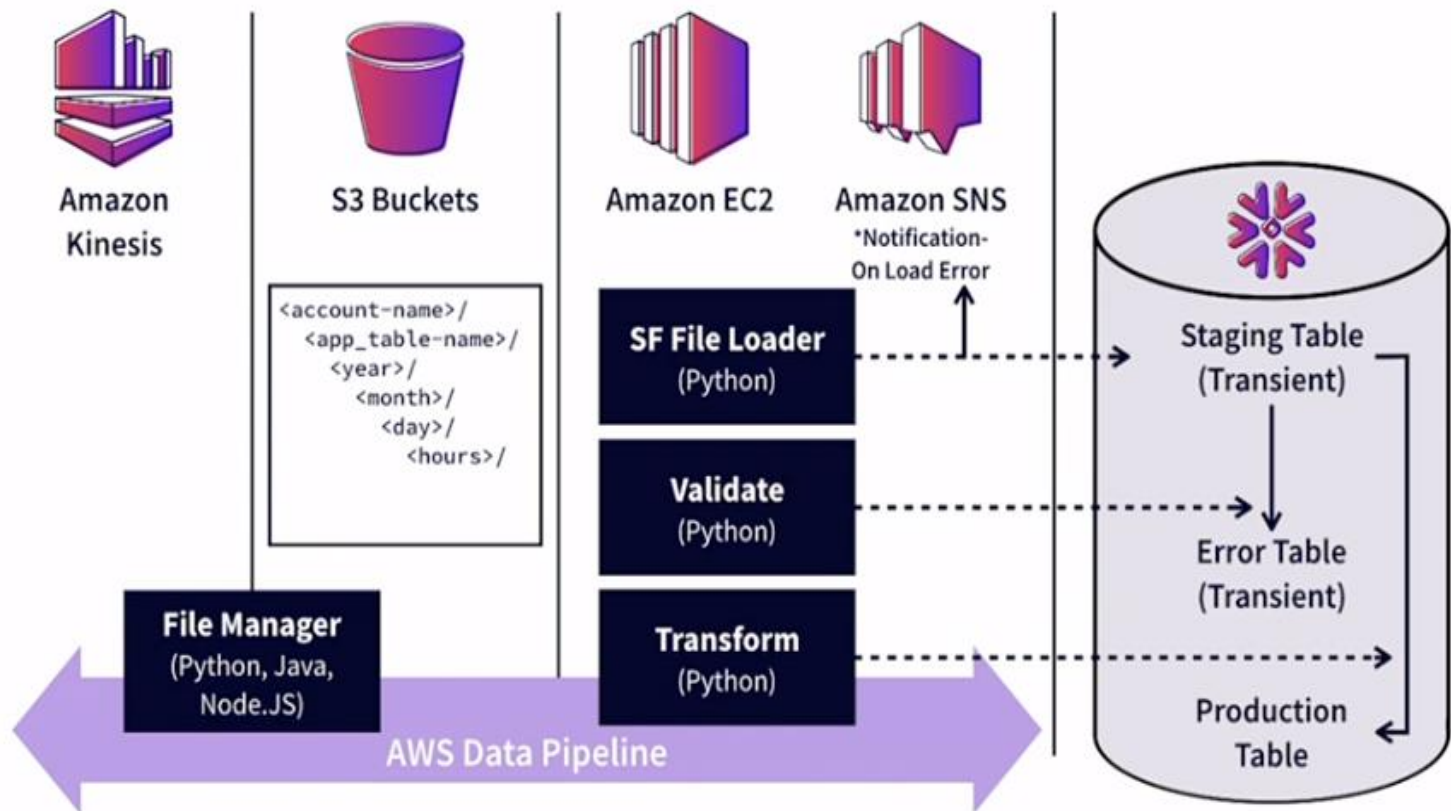 Amazon
Kinesis
S3 Buckets
Amazon EC2
Amazon SNS
*Notification-
On Load Error
<account-name>/
<app_table-name>/
<year>/
<month>/
<day>/
<hours>/
SF File Loader
(Python)
Validate
(Python)
Transform
(Python)
File Manager
(Python, Java,
Node.JS)
AWS Data Pipeline
Staging Table
(Transient)
Error Table
(Transient)
Production
Table